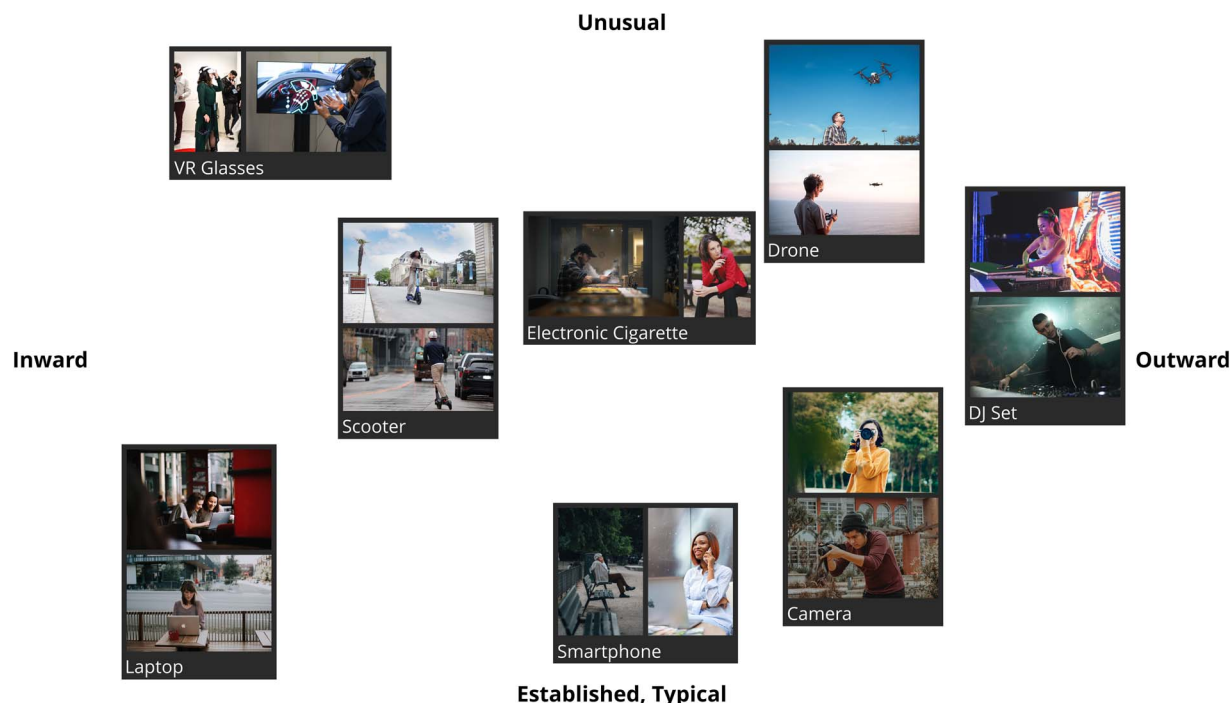 Unusual
VR Glasses
Drone
Electronic Cigarette
Inward
Outward
DJ Set
Scooter
Camera
Smartphone
Laptop
Established, Typical